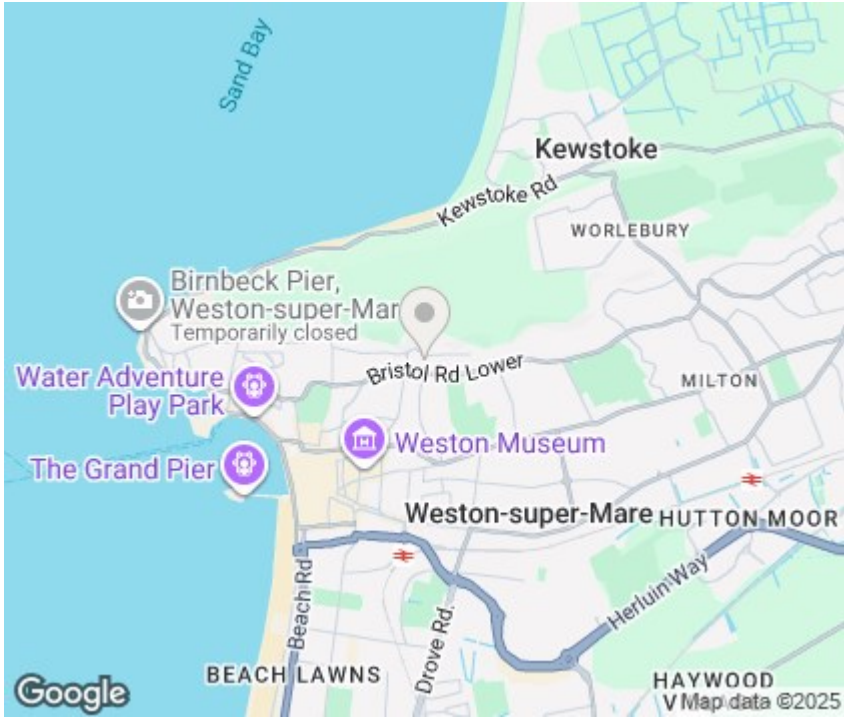 Sand Bay
Kewstoke
Kewstoke Rd
WORLEBURY
Birnbeck Pier,
Weston-super-Mar
Temporarily closed
Bristol Rd Lower
Water Adventure
Play Park
MILTON
Weston Museum
The Grand Pier
Weston-super-Mare
HUTTON MOOR
Beach Rd
Drove Rd.
Herluin Way
BEACH LAWNS
HAYWOOD
V
Google
Map data ©2025